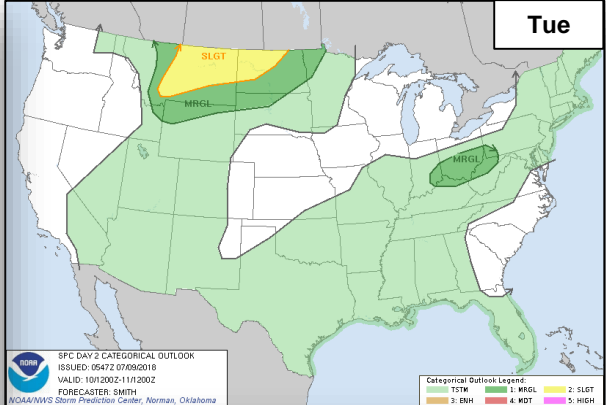 Tue
SLGT
MRGL
MRGL
NOAA
SPC DAY 2 CATEGORICAL OUTLOOK
ISSUED: 0547Z 07/09/2018
VALID: 10/1200Z-11/1200Z
FORECASTER: SMITH
NOAA/NWS Storm Prediction Center, Norman, Oklahoma
Categorical OutlookLegend:
TSTM 1: MRGL 2: SLGT
3: ENH 4: MDT 5: HIGH